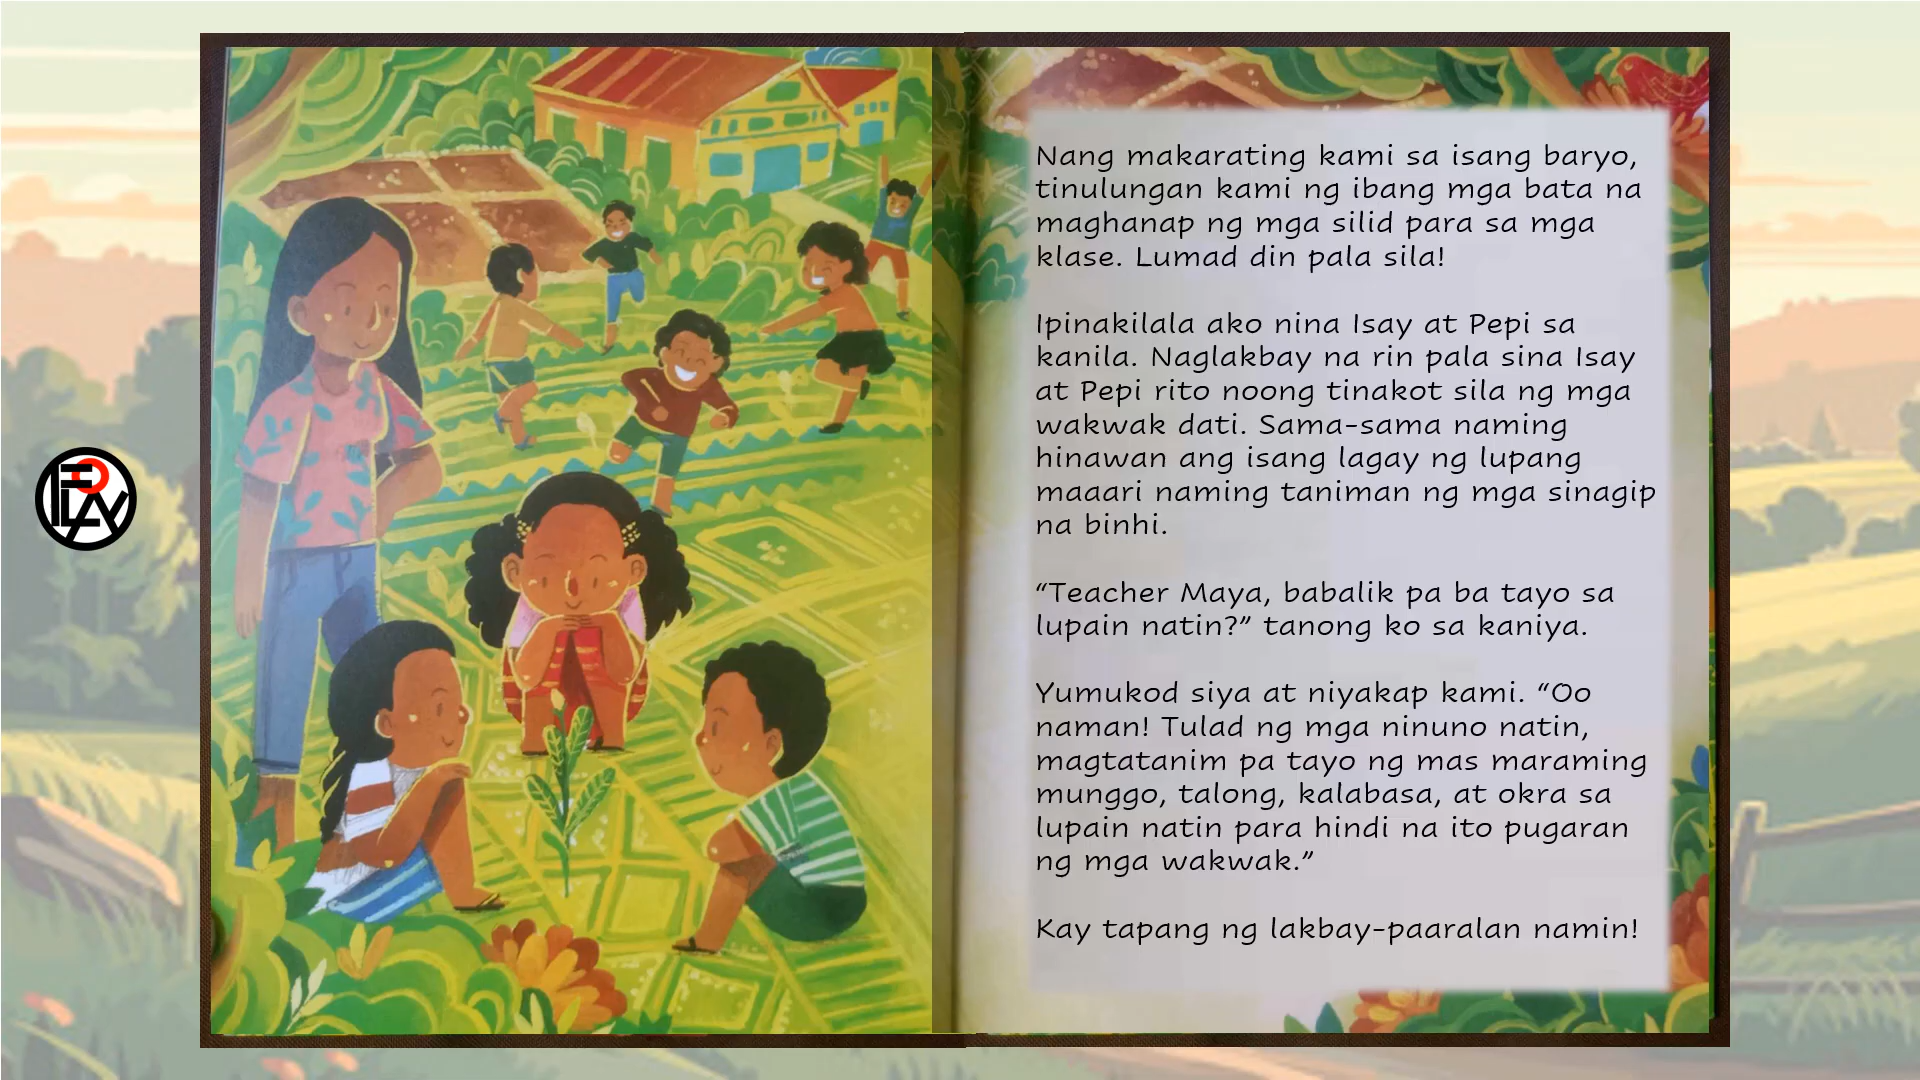 Nang makarating kami sa isang baryo,
tinulungan kami ng ibang mga bata na
maghanap ng mga silid para sa mga
klase. Lumad din pala sila!
Ipinakilala ako nina Isay at Pepi sa
kanila. Naglakbay na rin pala sina Isay
at Pepi rito noong tinakot sila ng mga
wakwak dati. Sama-sama naming
hinawan ang isang lagay ng lupang
maaari naming taniman ng mga sinagip
na binhi.
“Teacher Maya, babalik pa ba tayo sa
lupain natin?” tanong ko sa kaniya.
Yumukod siya at niyakap kami. “Oo
naman! Tulad ng mga ninuno natin,
magtatanim pa tayo ng mas maraming
munggo, talong, kalabasa, at okra sa
lupain natin para hindi na ito pugaran
ng mga wakwak.”
Kay tapang ng lakbay-paaralan namin!